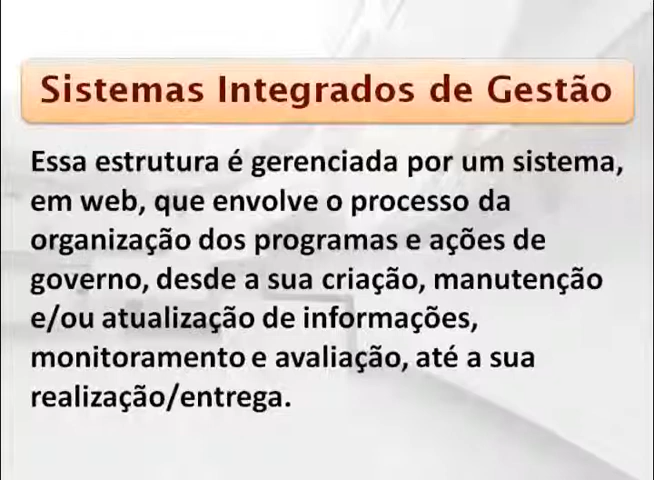 Sistemas Integrados de Gestão
Essa estrutura é gerenciada por um sistema,
em web, que envolve o processo da
organização dos programas e ações de
governo, desde a sua criação, manutenção
e/ou atualização de informações,
monitoramento e avaliação, até a sua
realização/entrega.